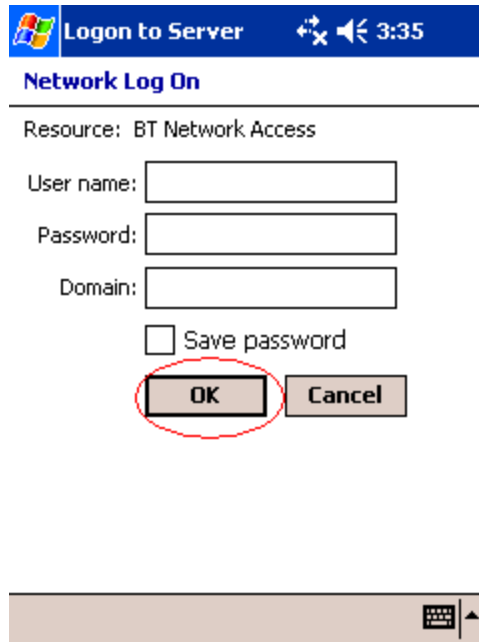 Logon to Server 3:35
Network Log On
Resource: BT Network Access
User name:
Password:
Domain:
Save password
OK Cancel